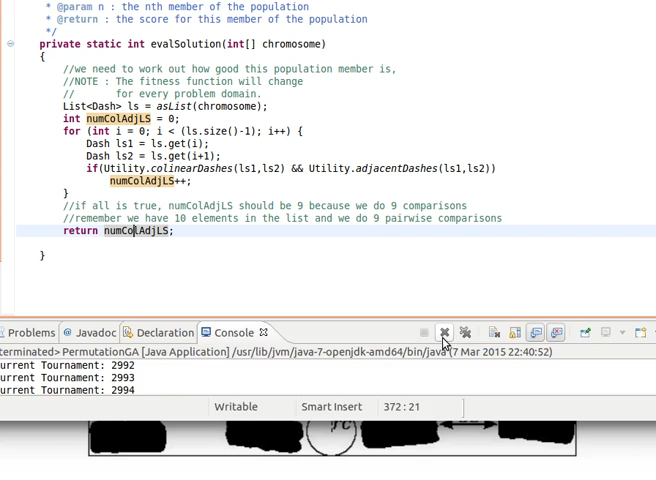 * @param n : the nth member of the population
* @return : the score for this member of the population
*/
private static int evalSolution(int[] chromosome)
{
//we need to work out how good this population member is,
//NOTE : The fitness function will change
// for every problem domain.
List<Dash> ls = asList(chromosome);
int numColAdjLS = 0;
for (int i = 0; i < (ls.size()-1); i++) {
Dash ls1 = ls.get(i);
Dash ls2 = ls.get(i+1);
if(Utility.colinearDashes(ls1,ls2) && Utility.adjacentDashes(ls1,ls2))
numColAdjLS++;
}
//if all is true, numColAdjLS should be 9 because we do 9 comparisons
//remember we have 10 elements in the list and we do 9 pairwise comparisons
return numColAdjLS;
}
Problems @ Javadoc Declaration Console
terminated> PermutationGA [Java Application] /usr/lib/jvm/java-7-openjdk-amd64/bin/java (7 Mar 2015 22:40:52)
urrent Tournament: 2992
urrent Tournament: 2993
urrent Tournament: 2994
Writable Smart Insert 372 : 21